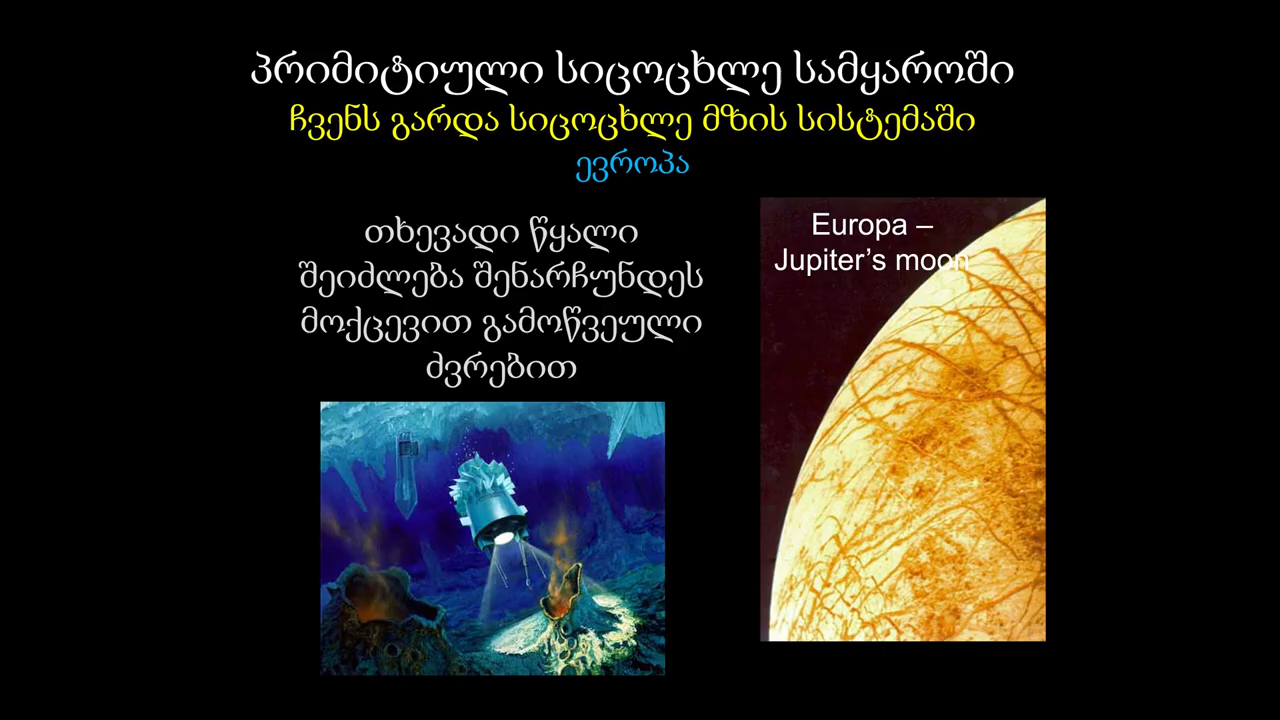 პრიმიტიული სიცოცხლე სამყაროში
ჩვენს გარდა სიცოცხლე მზის სისტემაში
ევროპა
თხევადი წყალი
შეიძლება შენარჩუნდეს
მოქცევით გამოწვეული
ძვრებით
Europa –
Jupiter’s moon